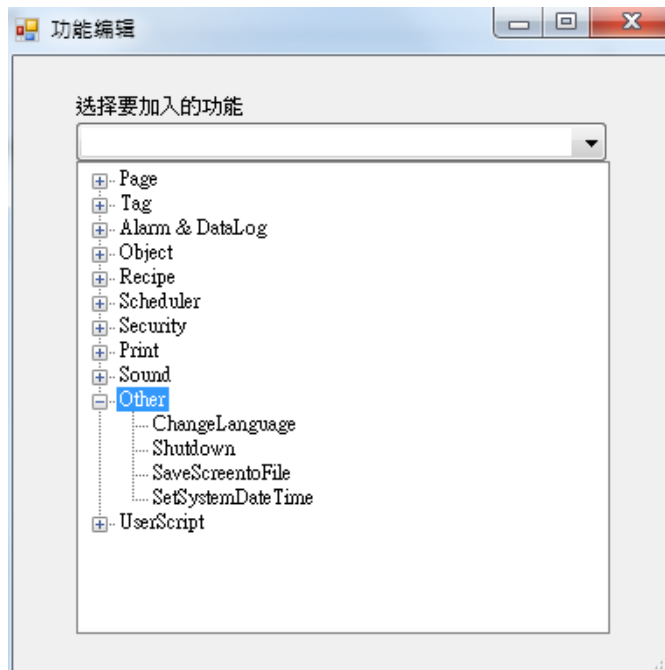 功能编辑
选择要加入的功能
Page
Tag
Alarm & DataLog
Object
Recipe
Scheduler
Security
Print
Sound
Other
ChangeLanguage
Shutdown
SaveScreentoFile
SetSystemDateTime
UserScript